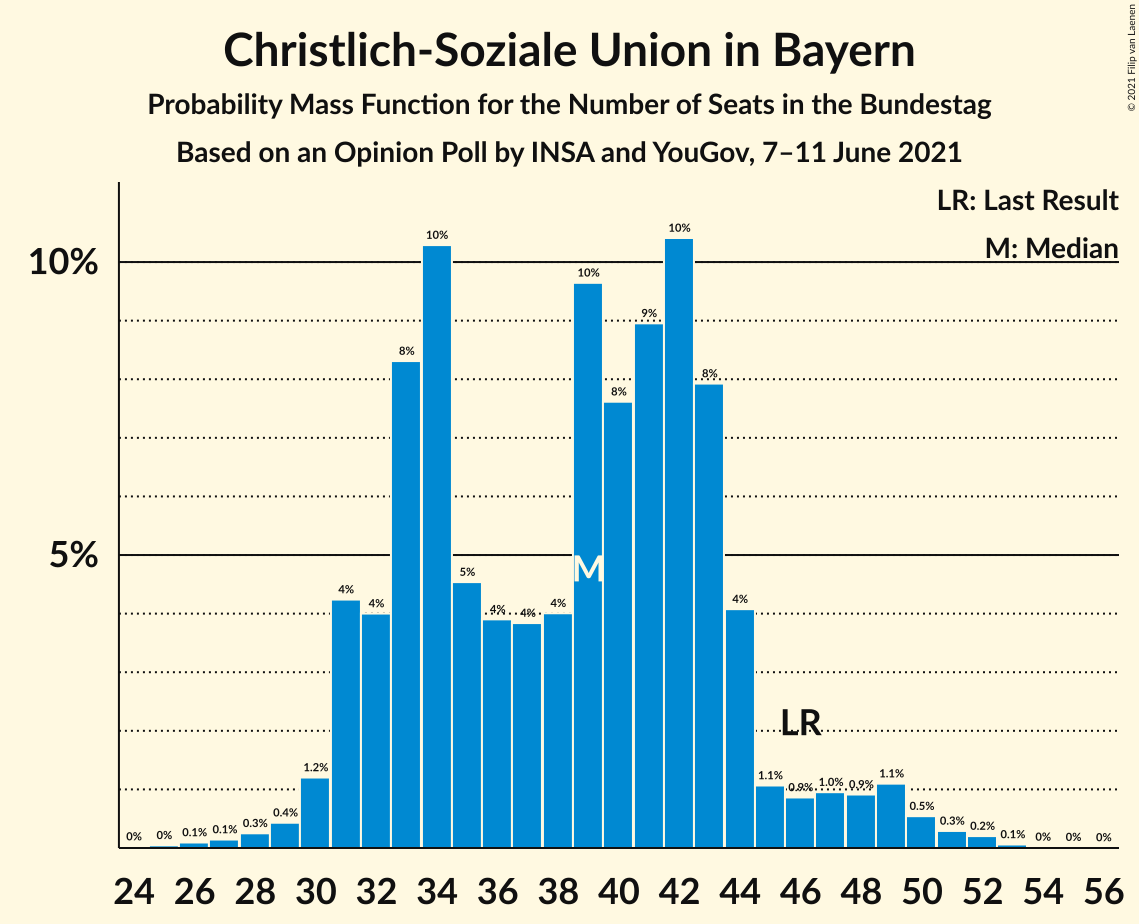 Christlich-Soziale Union in Bayern
Probability Mass Function for the Number of Seats in the Bundestag
Based on an Opinion Poll by INSA and YouGov, 7–11 June 2021
© 2021 Filip van Laenen
LR: Last Result
M: Median
10%
5%
0% 0% 0.1% 0.1% 0.3% 0.4% 1.2% 4% 4% 8% 10% 5% 4% 4% 4% 10% 8% 9% 10% 8% 4% 1.1% 0.9% 1.0% 0.9% 1.1% 0.5% 0.3% 0.2% 0.1% 0% 0% 0%
M
LR
24 26 28 30 32 34 36 38 40 42 44 46 48 50 52 54 56